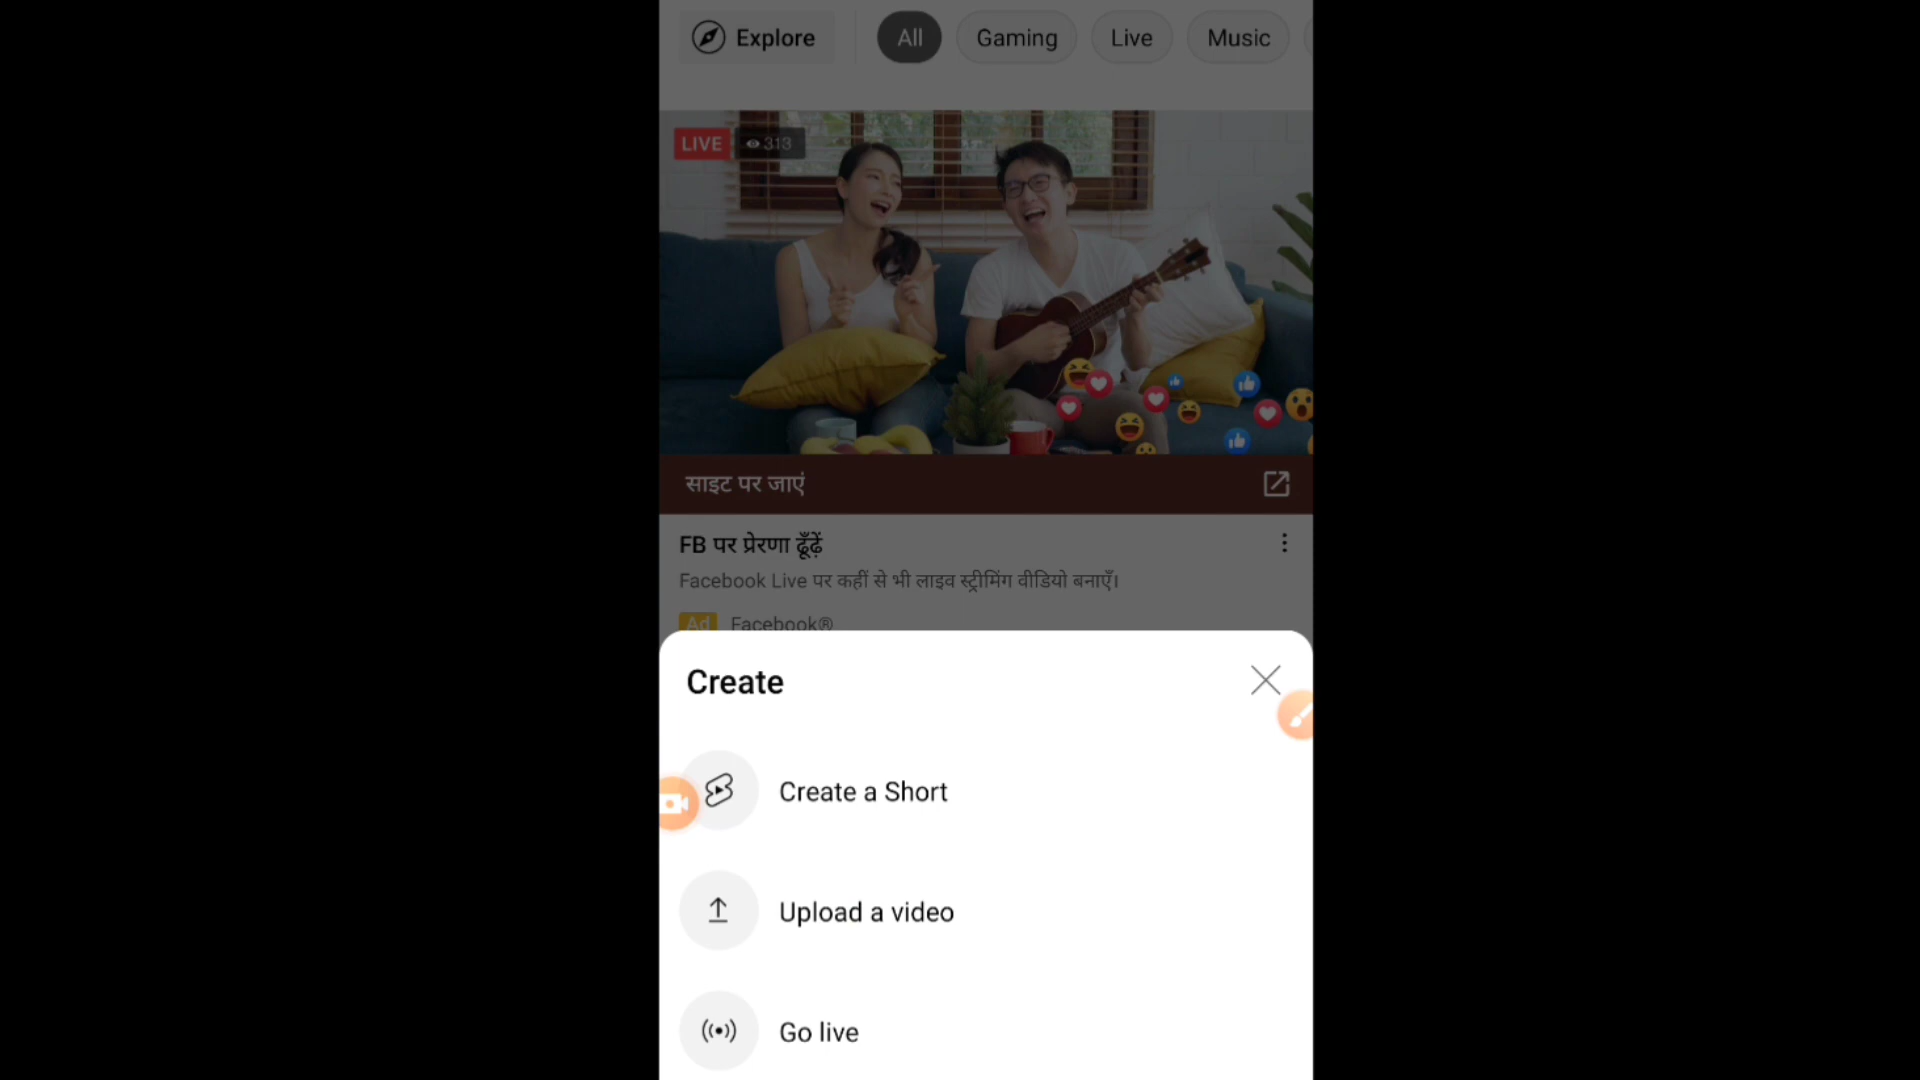 Explore All Gaming Live Music
LIVE 313
साइट पर जाएं
FB पर प्रेरणा ढूँढ़ें
Facebook Live पर कहीं से भी लाइव स्ट्रीमिंग वीडियो बनाएँ।
Ad Facebook®
Create
Create a Short
Upload a video
Go live